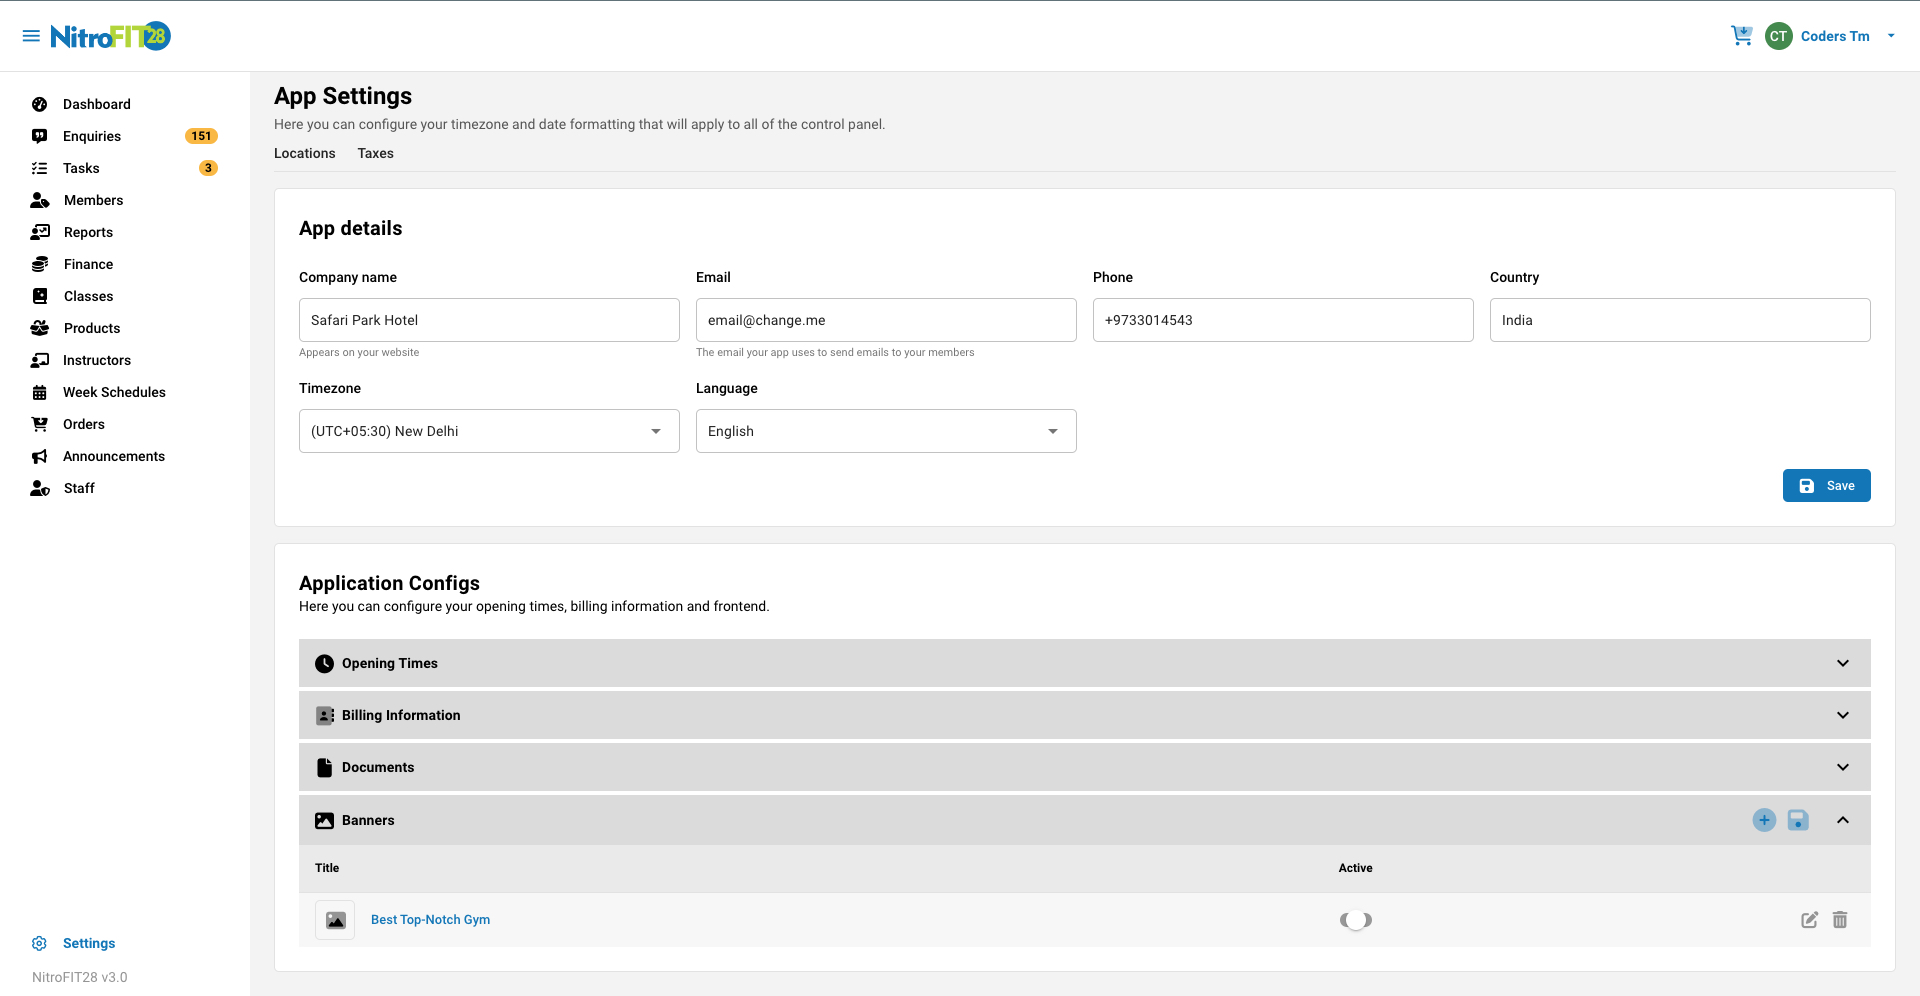 NitroFIT28
CT Coders Tm
Dashboard
Enquiries 151
Tasks 3
Members
Reports
Finance
Classes
Products
Instructors
Week Schedules
Orders
Announcements
Staff
Settings
NitroFIT28 v3.0
App Settings
Here you can configure your timezone and date formatting that will apply to all of the control panel.
Locations Taxes
App details
Company name Email Phone Country
Safari Park Hotel email@change.me +9733014543 India
Appears on your website The email your app uses to send emails to your members
Timezone Language
(UTC+05:30) New Delhi English
Save
Application Configs
Here you can configure your opening times, billing information and frontend.
Opening Times
Billing Information
Documents
Banners
Title Active
Best Top-Notch Gym